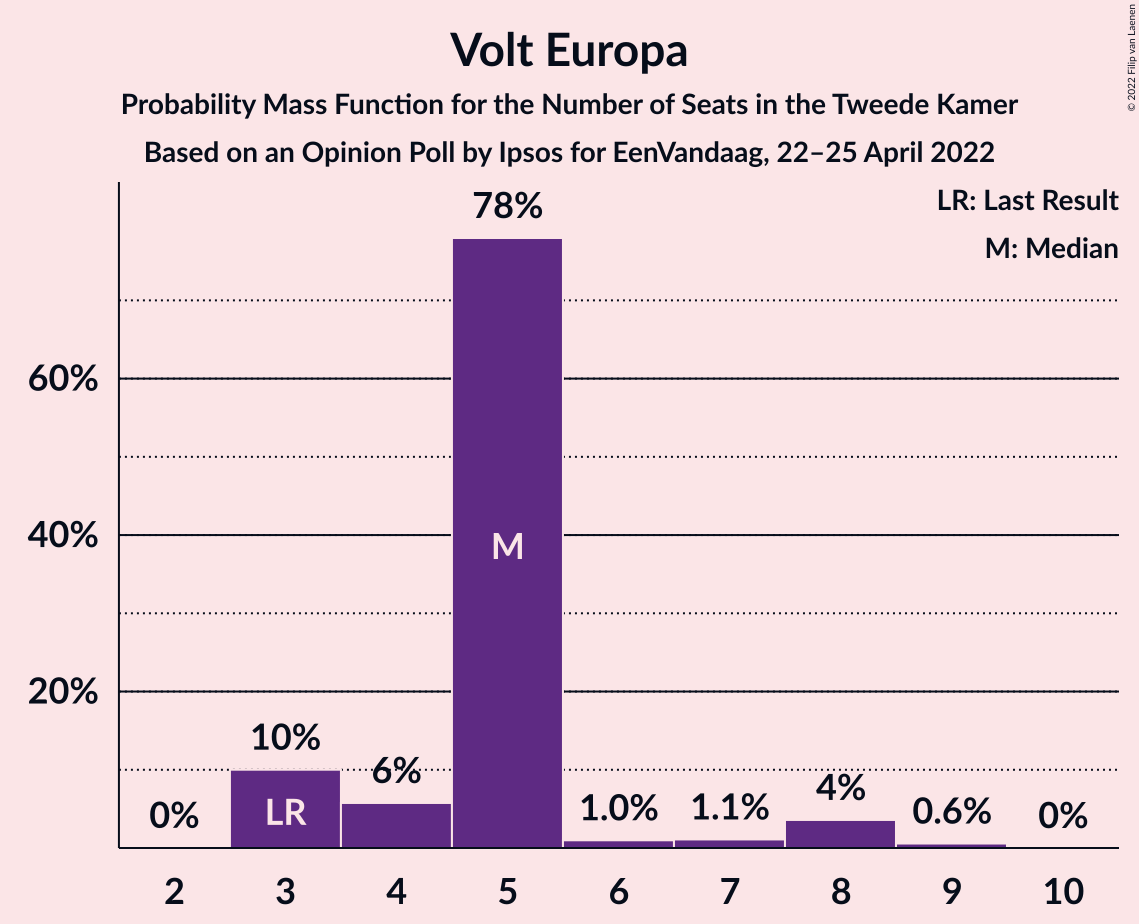 Volt Europa
Probability Mass Function for the Number of Seats in the Tweede Kamer
Based on an Opinion Poll by Ipsos for EenVandaag, 22–25 April 2022
© 2022 Filip van Laenen
LR: Last Result
M: Median
78%
60%
40%
20%
M
10%
6%
LR
0%
1.0%
1.1%
4%
0.6%
0%
2 3 4 5 6 7 8 9 10